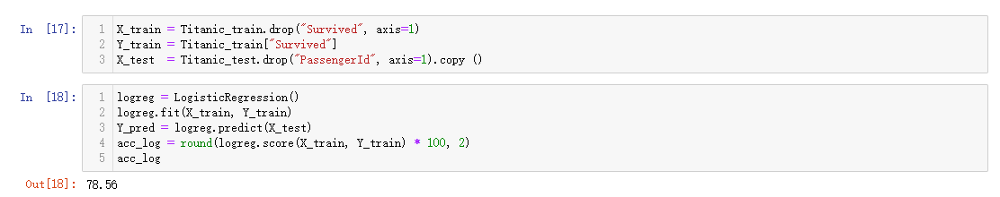 In [17]:
1 X_train = Titanic_train.drop("Survived", axis=1)
2 Y_train = Titanic_train["Survived"]
3 X_test  = Titanic_test.drop("PassengerId", axis=1).copy ()
In [18]:
1 logreg = LogisticRegression()
2 logreg.fit(X_train, Y_train)
3 Y_pred = logreg.predict(X_test)
4 acc_log = round(logreg.score(X_train, Y_train) * 100, 2)
5 acc_log
Out[18]: 78.56